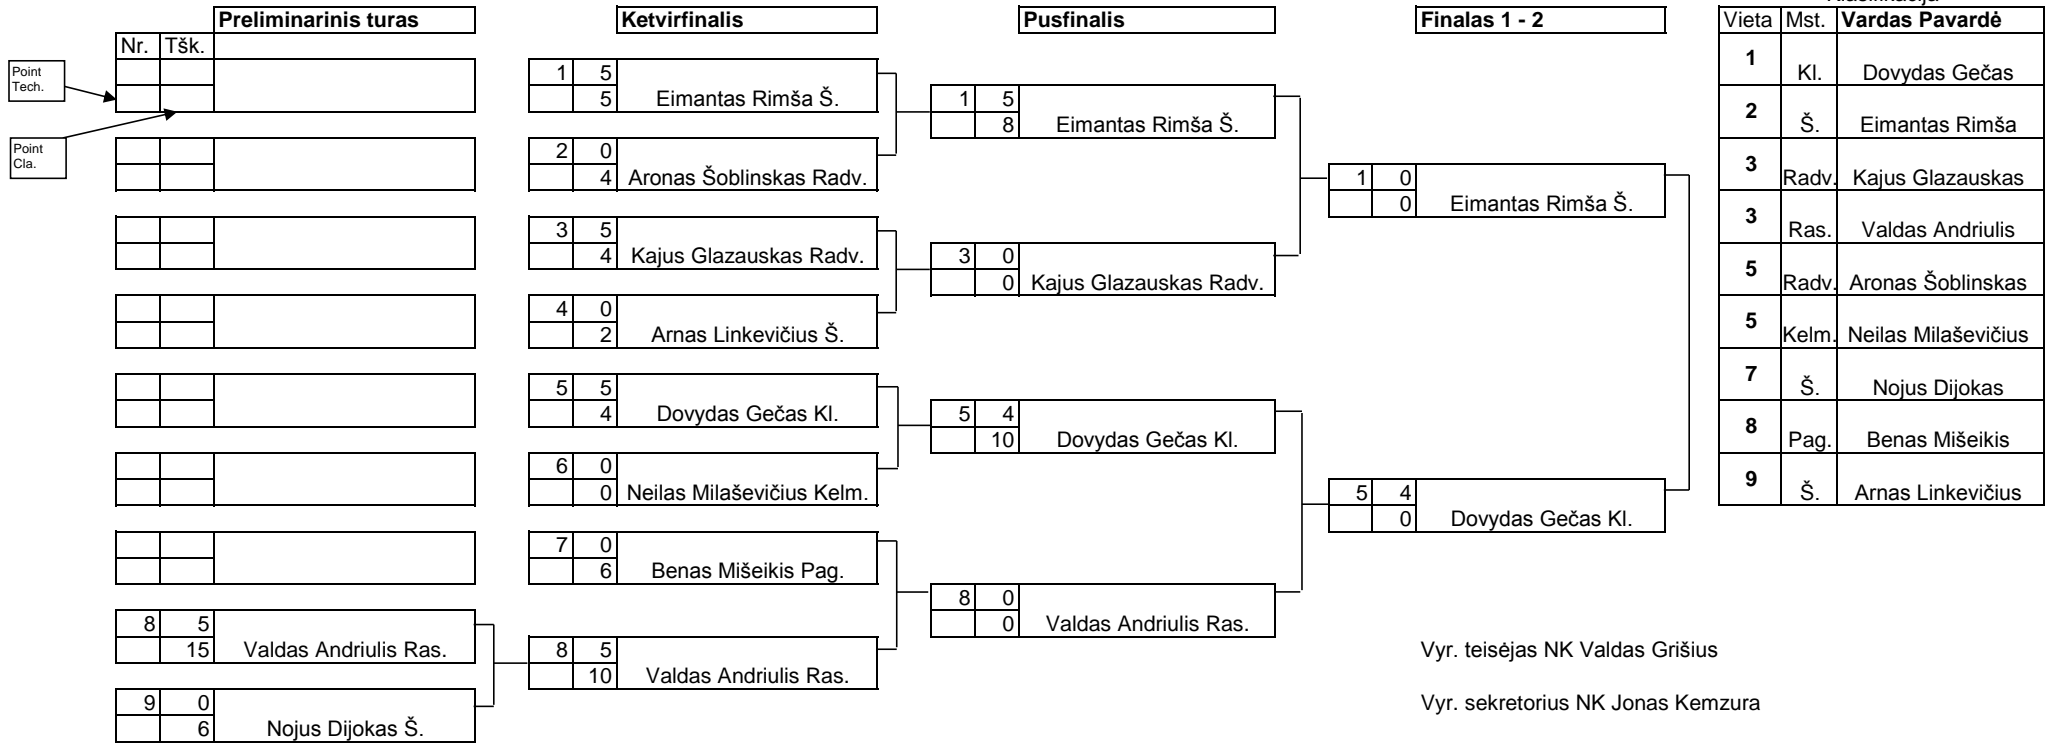 Preliminarinis turas
Ketvirfinalis
Pusfinalis
Finalas 1 - 2
Vieta Mst. Vardas Pavardė
Nr. Tšk.
Point
Tech.
Point
Cla.
8 5
15 Valdas Andriulis Ras.
9 0
6 Nojus Dijokas Š.
1 5
5 Eimantas Rimša Š.
2 0
4 Aronas Šoblinskas Radv.
3 5
4 Kajus Glazauskas Radv.
4 0
2 Arnas Linkevičius Š.
5 5
4 Dovydas Gečas Kl.
6 0
0 Neilas Milaševičius Kelm.
7 0
6 Benas Mišeikis Pag.
8 5
10 Valdas Andriulis Ras.
1 5
8 Eimantas Rimša Š.
3 0
0 Kajus Glazauskas Radv.
5 4
10 Dovydas Gečas Kl.
8 0
0 Valdas Andriulis Ras.
1 0
0 Eimantas Rimša Š.
5 4
0 Dovydas Gečas Kl.
1 Kl. Dovydas Gečas
2 Š. Eimantas Rimša
3 Radv. Kajus Glazauskas
3 Ras. Valdas Andriulis
5 Radv. Aronas Šoblinskas
5 Kelm. Neilas Milaševičius
7 Š. Nojus Dijokas
8 Pag. Benas Mišeikis
9 Š. Arnas Linkevičius
Vyr. teisėjas NK Valdas Grišius
Vyr. sekretorius NK Jonas Kemzura